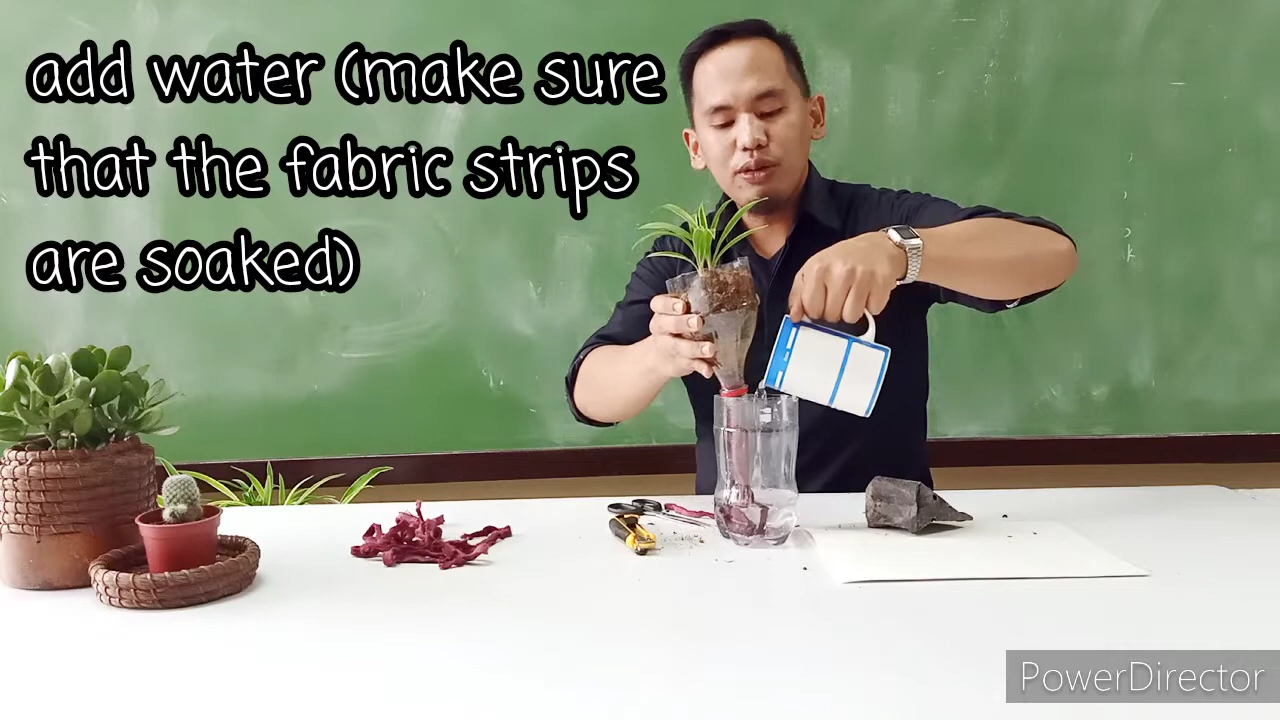 add water (make sure
that the fabric strips
are soaked)
PowerDirector